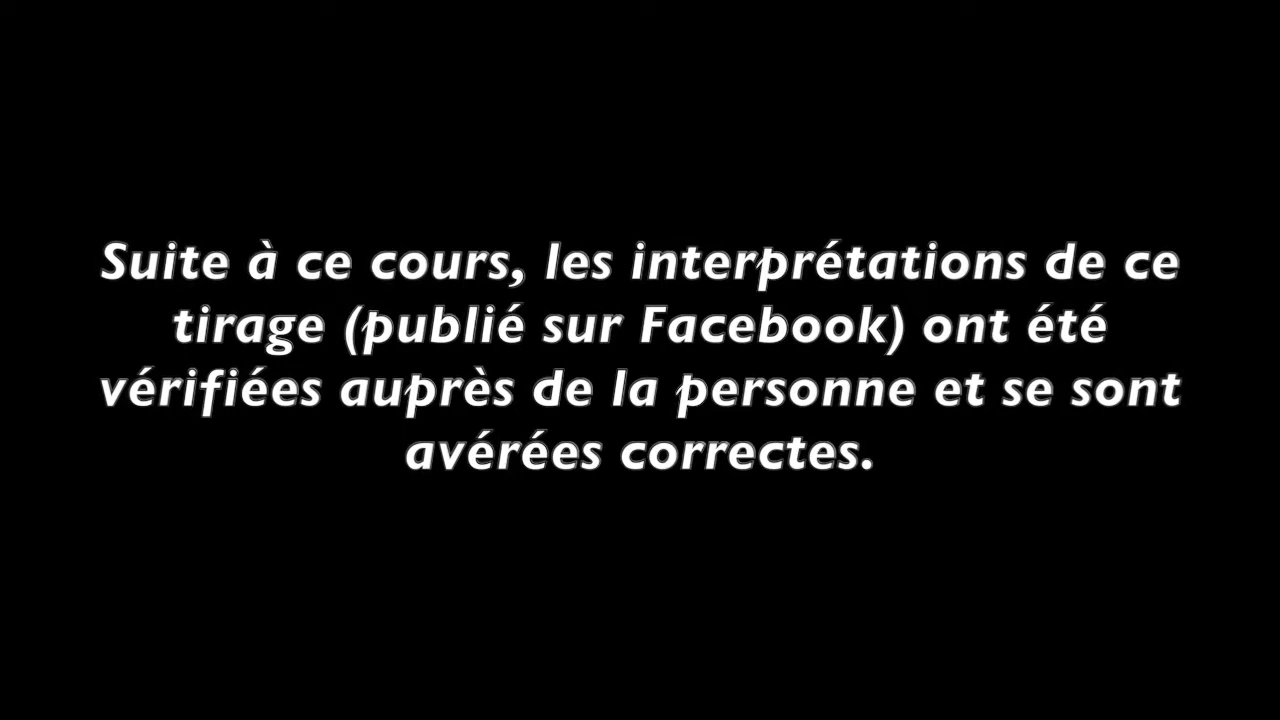 Suite à ce cours, les interprétations de ce
tirage (publié sur Facebook) ont été
vérifiées auprès de la personne et se sont
avérées correctes.